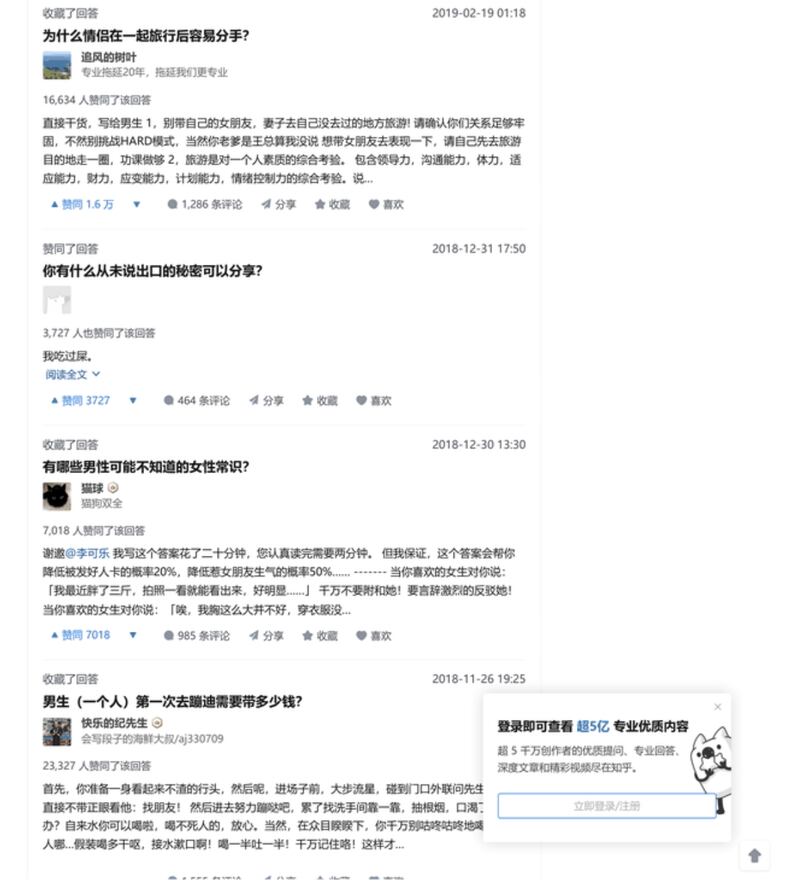 收藏了回答
2019-02-19 01:18
为什么情侣在一起旅行后容易分手?
追风的树叶
专业拖延20年，拖延我们更专业
16,634 人赞同了该回答
直接干货，写给男生 1，别带自己的女朋友，妻子去自己没去过的地方旅游! 请确认你们关系足够牢
固，不然别挑战HARD模式，当然你老爹是王总算我没说 想带女朋友去表现一下，请自己先去旅游
目的地走一圈，功课做够 2，旅游是对一个人素质的综合考验。 包含领导力，沟通能力，体力，适
应能力，财力，应变能力，计划能力，情绪控制力的综合考验。说...
赞同 1.6 万 1,286 条评论 分享 收藏 喜欢
赞同了回答
2018-12-31 17:50
你有什么从未说出口的秘密可以分享?
3,727 人也赞同了该回答
我吃过屎。
阅读全文
赞同 3727 464 条评论 分享 收藏 喜欢
收藏了回答
2018-12-30 13:30
有哪些男性可能不知道的女性常识?
猫球
猫狗双全
7,018 人赞同了该回答
谢邀@李可乐 我写这个答案花了二十分钟，您认真读完需要两分钟。 但我保证，这个答案会帮你
降低被发好人卡的概率20%，降低惹女朋友生气的概率50%...... ------- 当你喜欢的女生对你说：
「我最近胖了三斤，拍照一看就能看出来，好明显......」 千万不要附和她！要言辞激烈的反驳她!
当你喜欢的女生对你说： 「唉，我胸这么大并不好，穿衣服没...
赞同 7018 985 条评论 分享 收藏 喜欢
收藏了回答
2018-11-26 19:25
男生（一个人）第一次去蹦迪需要带多少钱?
快乐的纪先生
会写段子的海鲜大叔/aj330709
23,327 人赞同了该回答
首先，你准备一身看起来不渣的行头，然后呢，进场子前，大步流星，碰到门口外联问先生
直接不带正眼看他：找朋友！ 然后进去努力蹦哒吧，累了找洗手间靠一靠，抽根烟，口渴了
办？自来水你可以喝啦，喝不死人的，放心。当然，在众目睽睽下，你千万别咕咚咕咚地喝
人哪...假装喝多干呕，接水漱口啊！喝一半吐一半！千万记住咯！这样才...
登录即可查看 超5亿 专业优质内容
超 5 千万创作者的优质提问、专业回答、
深度文章和精彩视频尽在知乎。
立即登录/注册